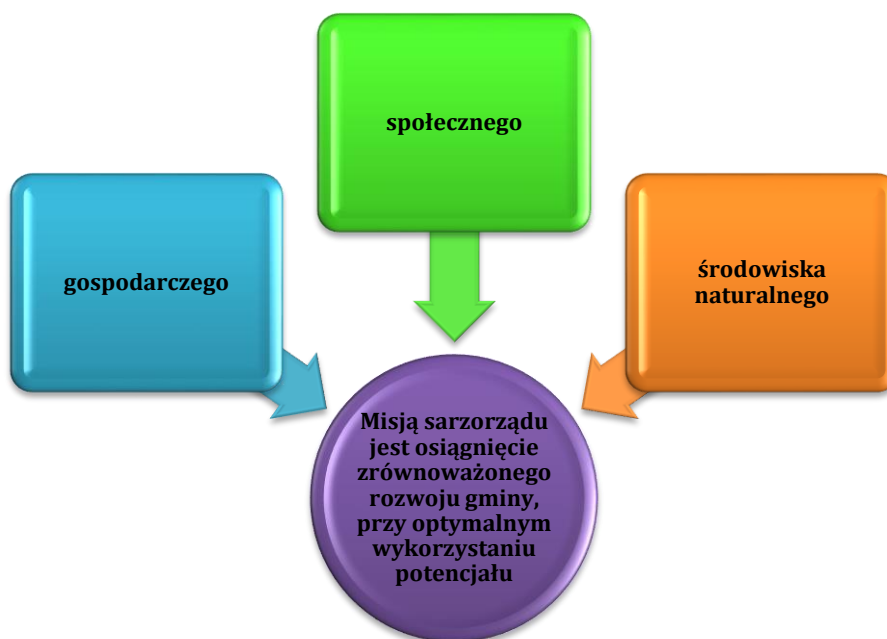 społecznego
gospodarczego
środowiska
naturalnego
Misją sarzorządu
jest osiągnięcie
zrównoważonego
rozwoju gminy,
przy optymalnym
wykorzystaniu
potencjału